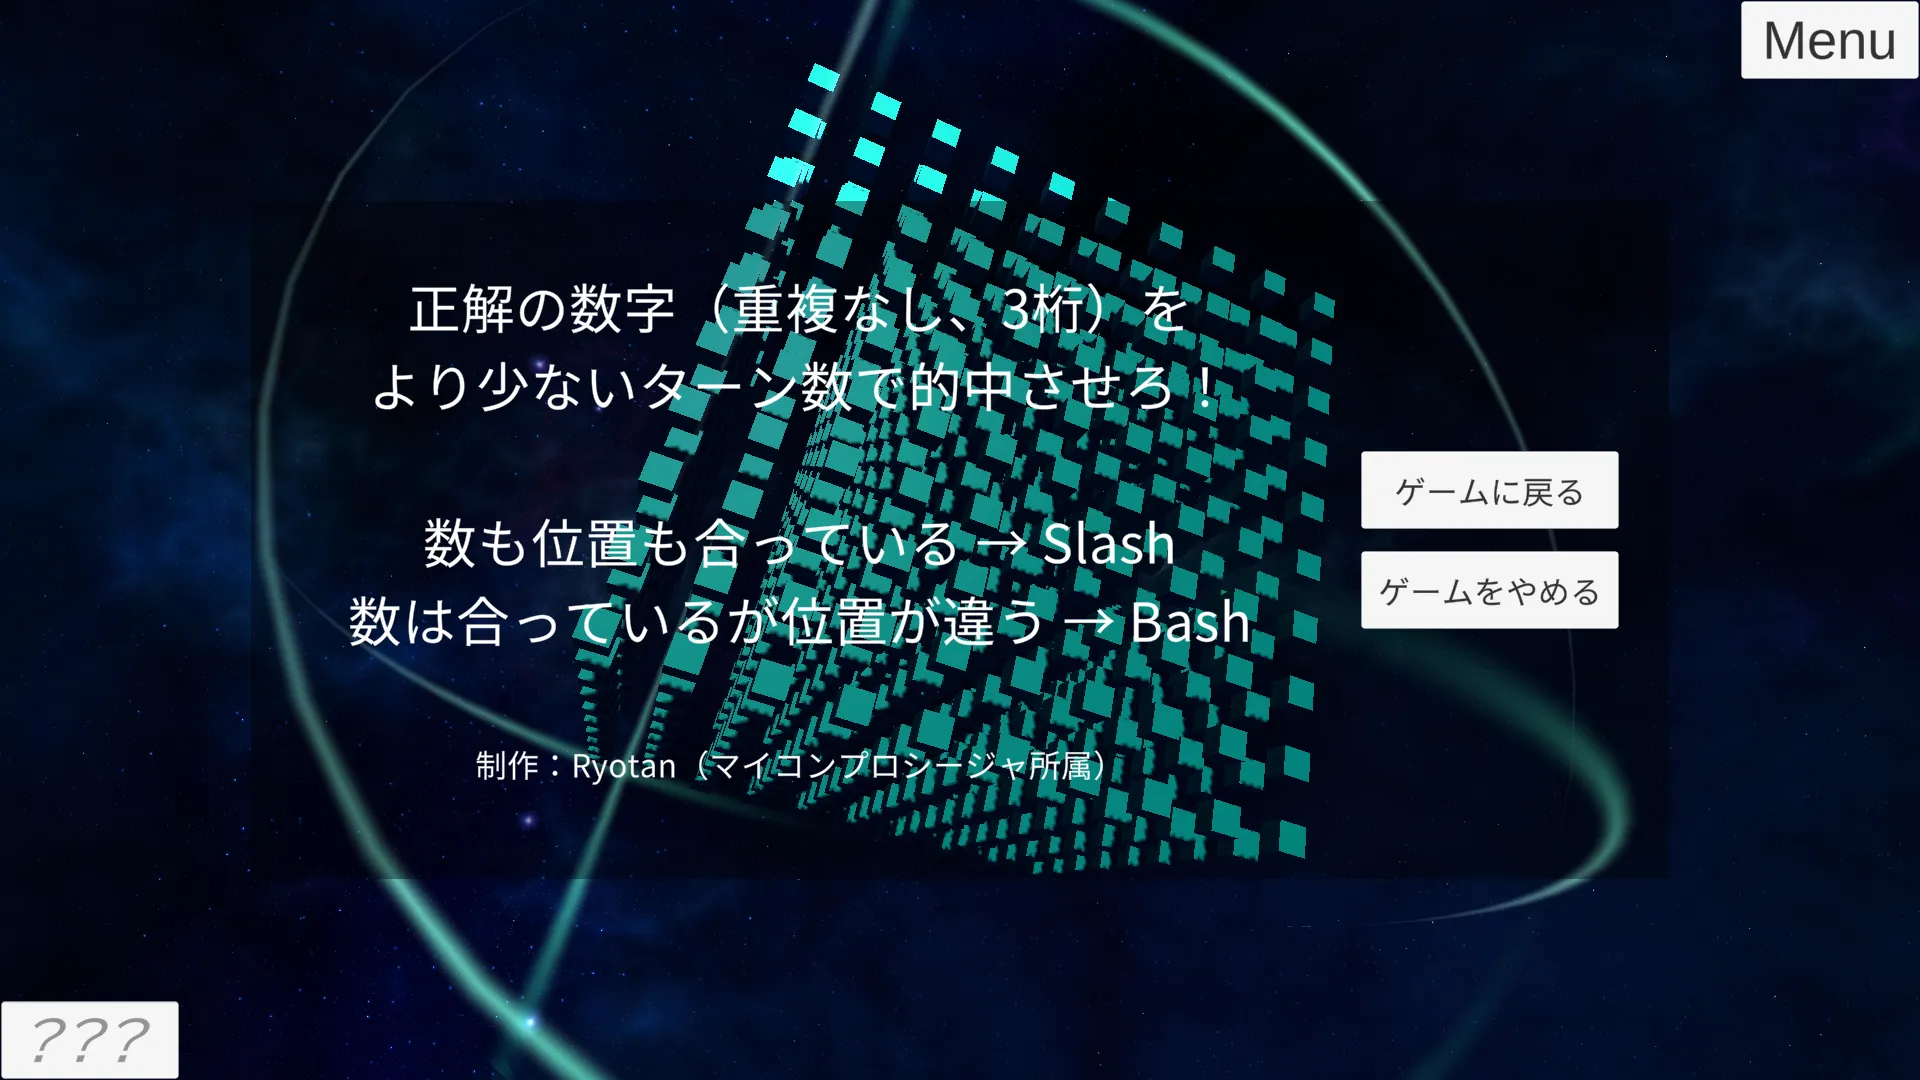 Menu
正解の数字（重複なし、3桁）を
より少ないターン数で的中させろ！
ゲームに戻る
数も位置も合っている → Slash
ゲームをやめる
数は合っているが位置が違う → Bash
制作：Ryotan（マイコンプロシージャ所属）
???